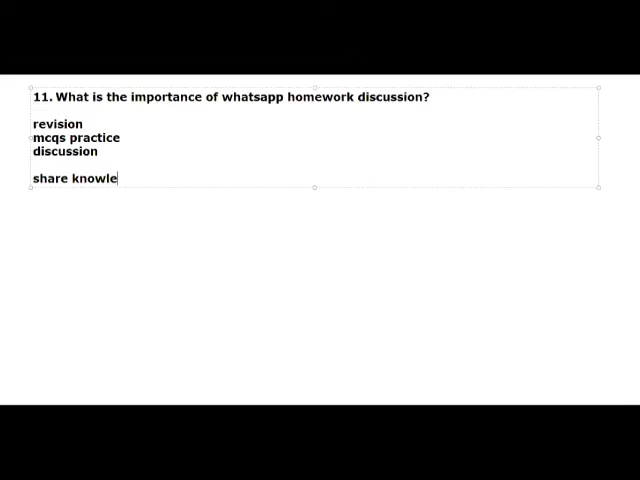 11. What is the importance of whatsapp homework discussion?
revision
mcqs practice
discussion
share knowle